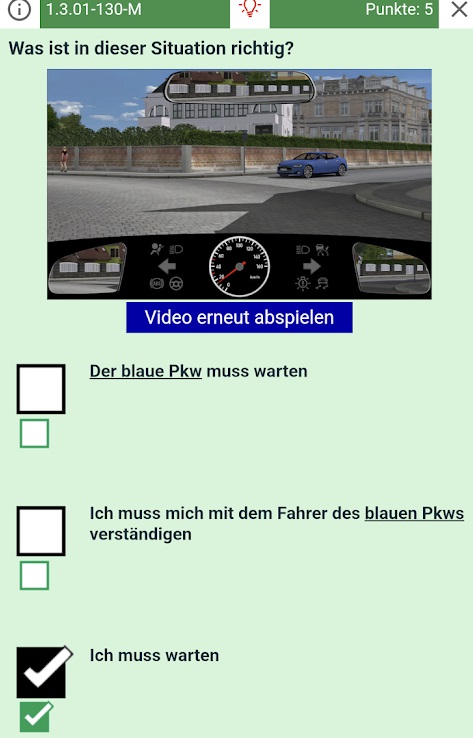 1.3.01-130-M
Punkte: 5
Was ist in dieser Situation richtig?
Video erneut abspielen
Der blaue Pkw muss warten
Ich muss mich mit dem Fahrer des blauen Pkws
verständigen
Ich muss warten